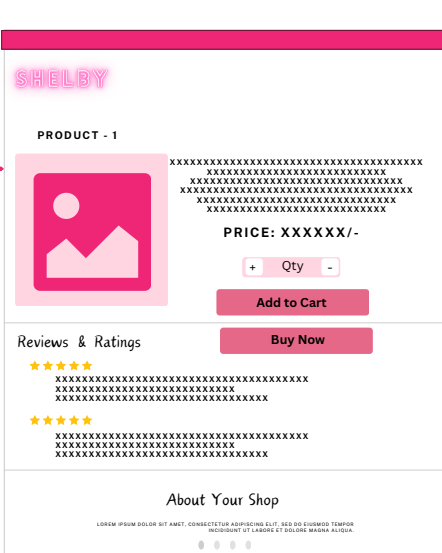 SHELBY
PRODUCT - 1
XXXXXXXXXXXXXXXXXXXXXXXXXXXXXXXXXXXXXX
XXXXXXXXXXXXXXXXXXXXXXXXXXX
XXXXXXXXXXXXXXXXXXXXXXXXXXXXXXXX
XXXXXXXXXXXXXXXXXXXXXXXXXXXXXXXXXXX
XXXXXXXXXXXXXXXXXXXXXXXXXXXXXX
XXXXXXXXXXXXXXXXXXXXXXXXXXX
PRICE: XXXXXX/-
+ Qty -
Add to Cart
Buy Now
Reviews & Ratings
XXXXXXXXXXXXXXXXXXXXXXXXXXXXXXXXXXXXXX
XXXXXXXXXXXXXXXXXXXXXXXXXXX
XXXXXXXXXXXXXXXXXXXXXXXXXXXXXXXX
XXXXXXXXXXXXXXXXXXXXXXXXXXXXXXXXXXXXXX
XXXXXXXXXXXXXXXXXXXXXXXXXXX
XXXXXXXXXXXXXXXXXXXXXXXXXXXXXXXX
About Your Shop
LOREM IPSUM DOLOR SIT AMET, CONSECTETUR ADIPISCING ELIT, SED DO EIUSMOD TEMPOR
INCIDIDUNT UT LABORE ET DOLORE MAGNA ALIQUA.